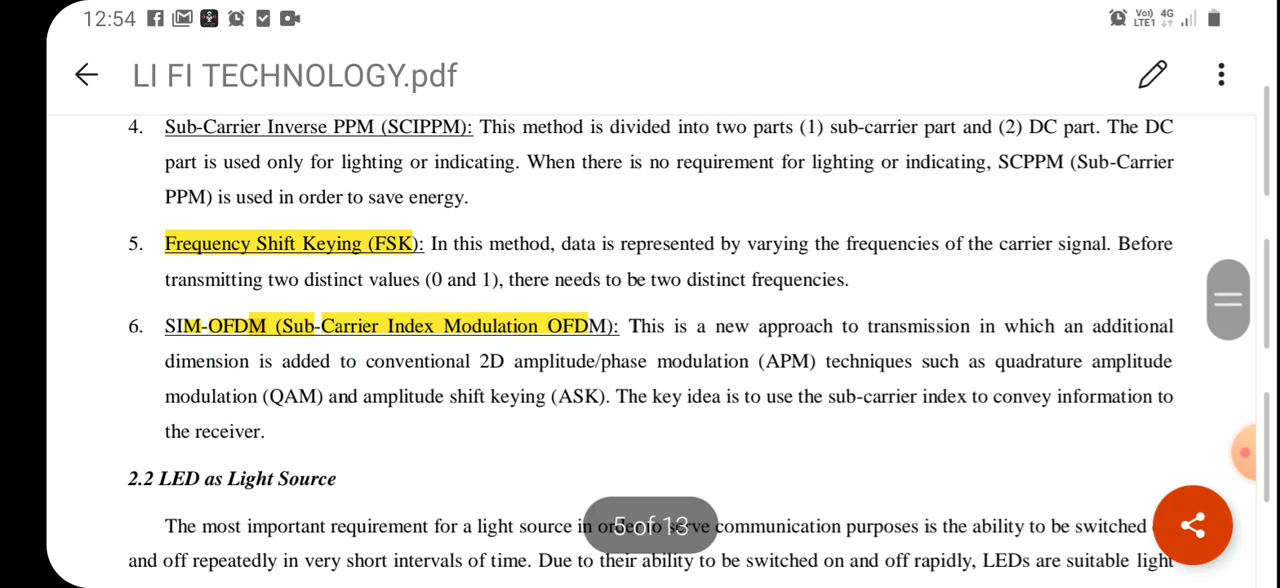 12:54
Vo)) 4G
LTE1
LI FI TECHNOLOGY.pdf
4. Sub-Carrier Inverse PPM (SCIPPM): This method is divided into two parts (1) sub-carrier part and (2) DC part. The DC
part is used only for lighting or indicating. When there is no requirement for lighting or indicating, SCPPM (Sub-Carrier
PPM) is used in order to save energy.
5. Frequency Shift Keying (FSK): In this method, data is represented by varying the frequencies of the carrier signal. Before
transmitting two distinct values (0 and 1), there needs to be two distinct frequencies.
6. SIM-OFDM (Sub-Carrier Index Modulation OFDM): This is a new approach to transmission in which an additional
dimension is added to conventional 2D amplitude/phase modulation (APM) techniques such as quadrature amplitude
modulation (QAM) and amplitude shift keying (ASK). The key idea is to use the sub-carrier index to convey information to
the receiver.
2.2 LED as Light Source
The most important requirement for a light source in order to serve communication purposes is the ability to be switched
5 of 13
and off repeatedly in very short intervals of time. Due to their ability to be switched on and off rapidly, LEDs are suitable light